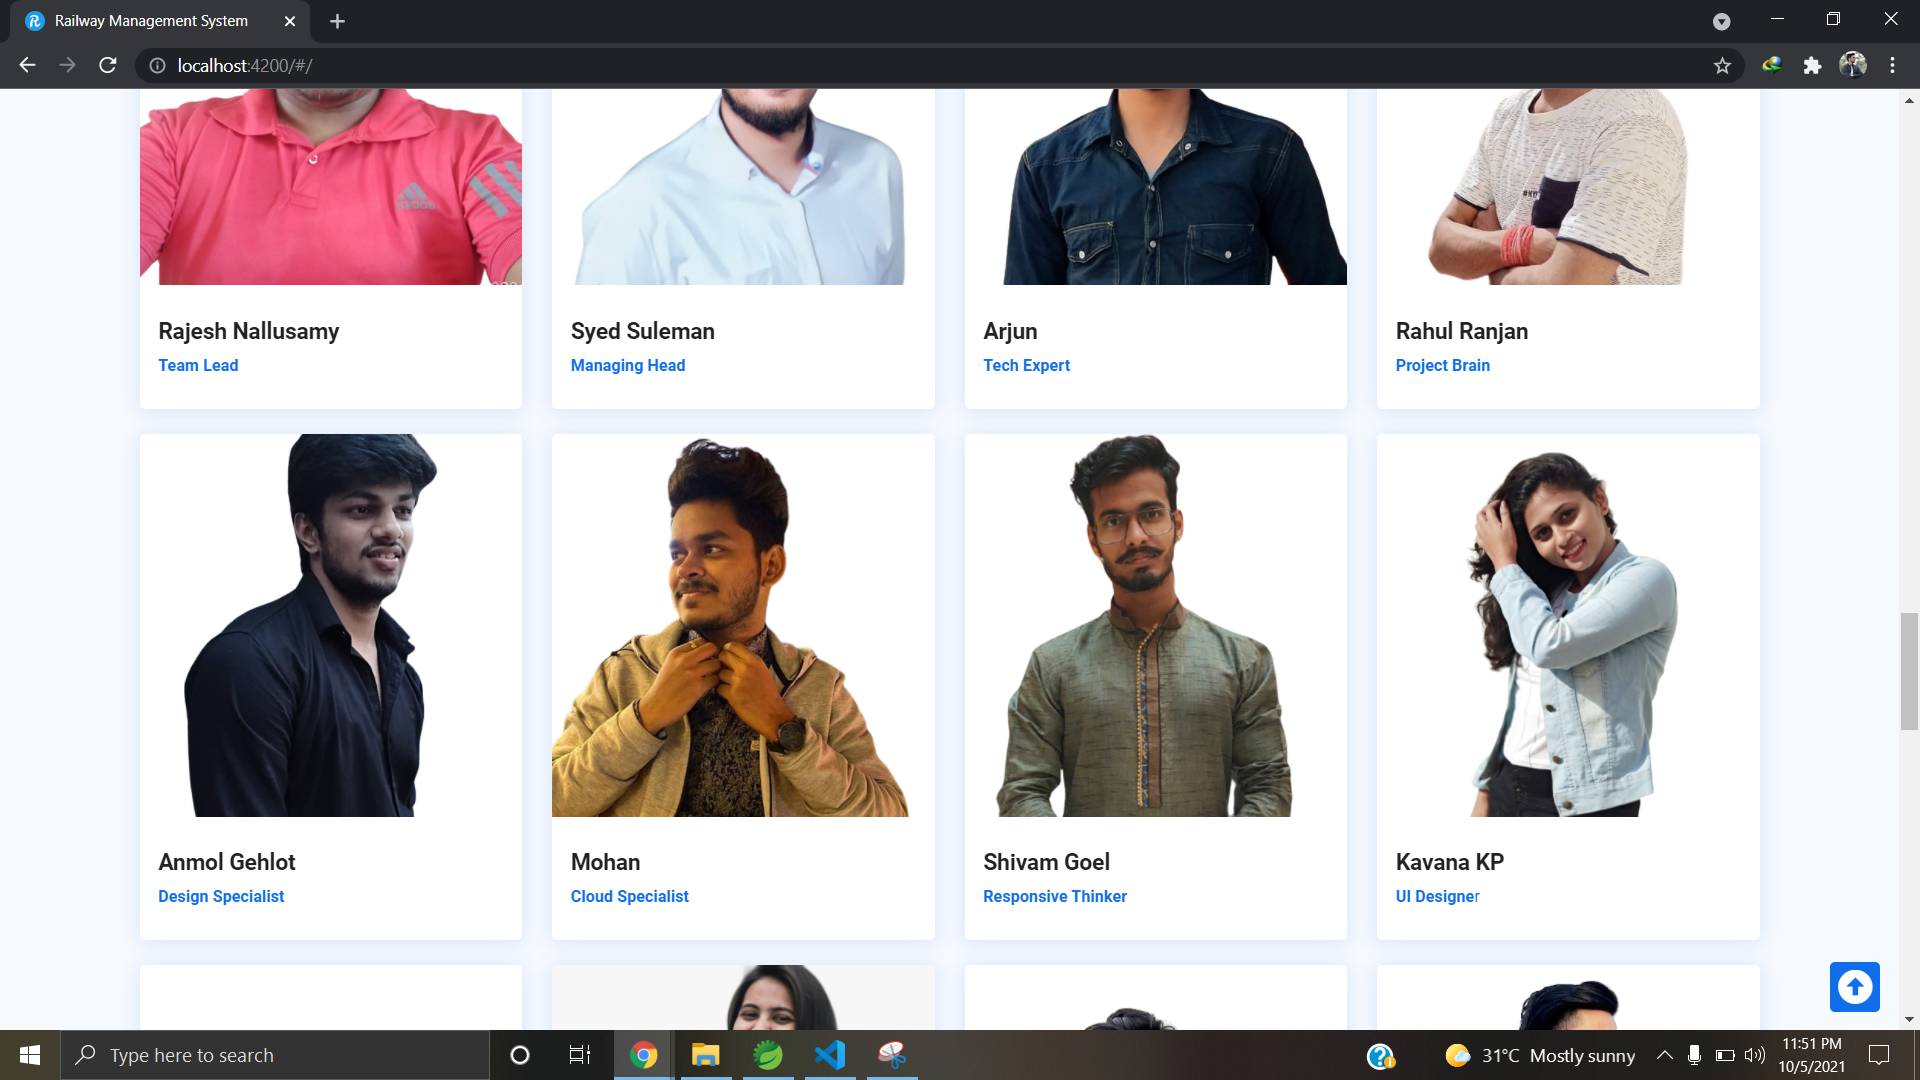 Railway Management System
localhost:4200/#/
adidas
Rajesh Nallusamy
Syed Suleman
Arjun
Rahul Ranjan
Team Lead
Managing Head
Tech Expert
Project Brain
Anmol Gehlot
Mohan
Shivam Goel
Kavana KP
Design Specialist
Cloud Specialist
Responsive Thinker
UI Designer
Type here to search
31°C Mostly sunny
11:51 PM
10/5/2021